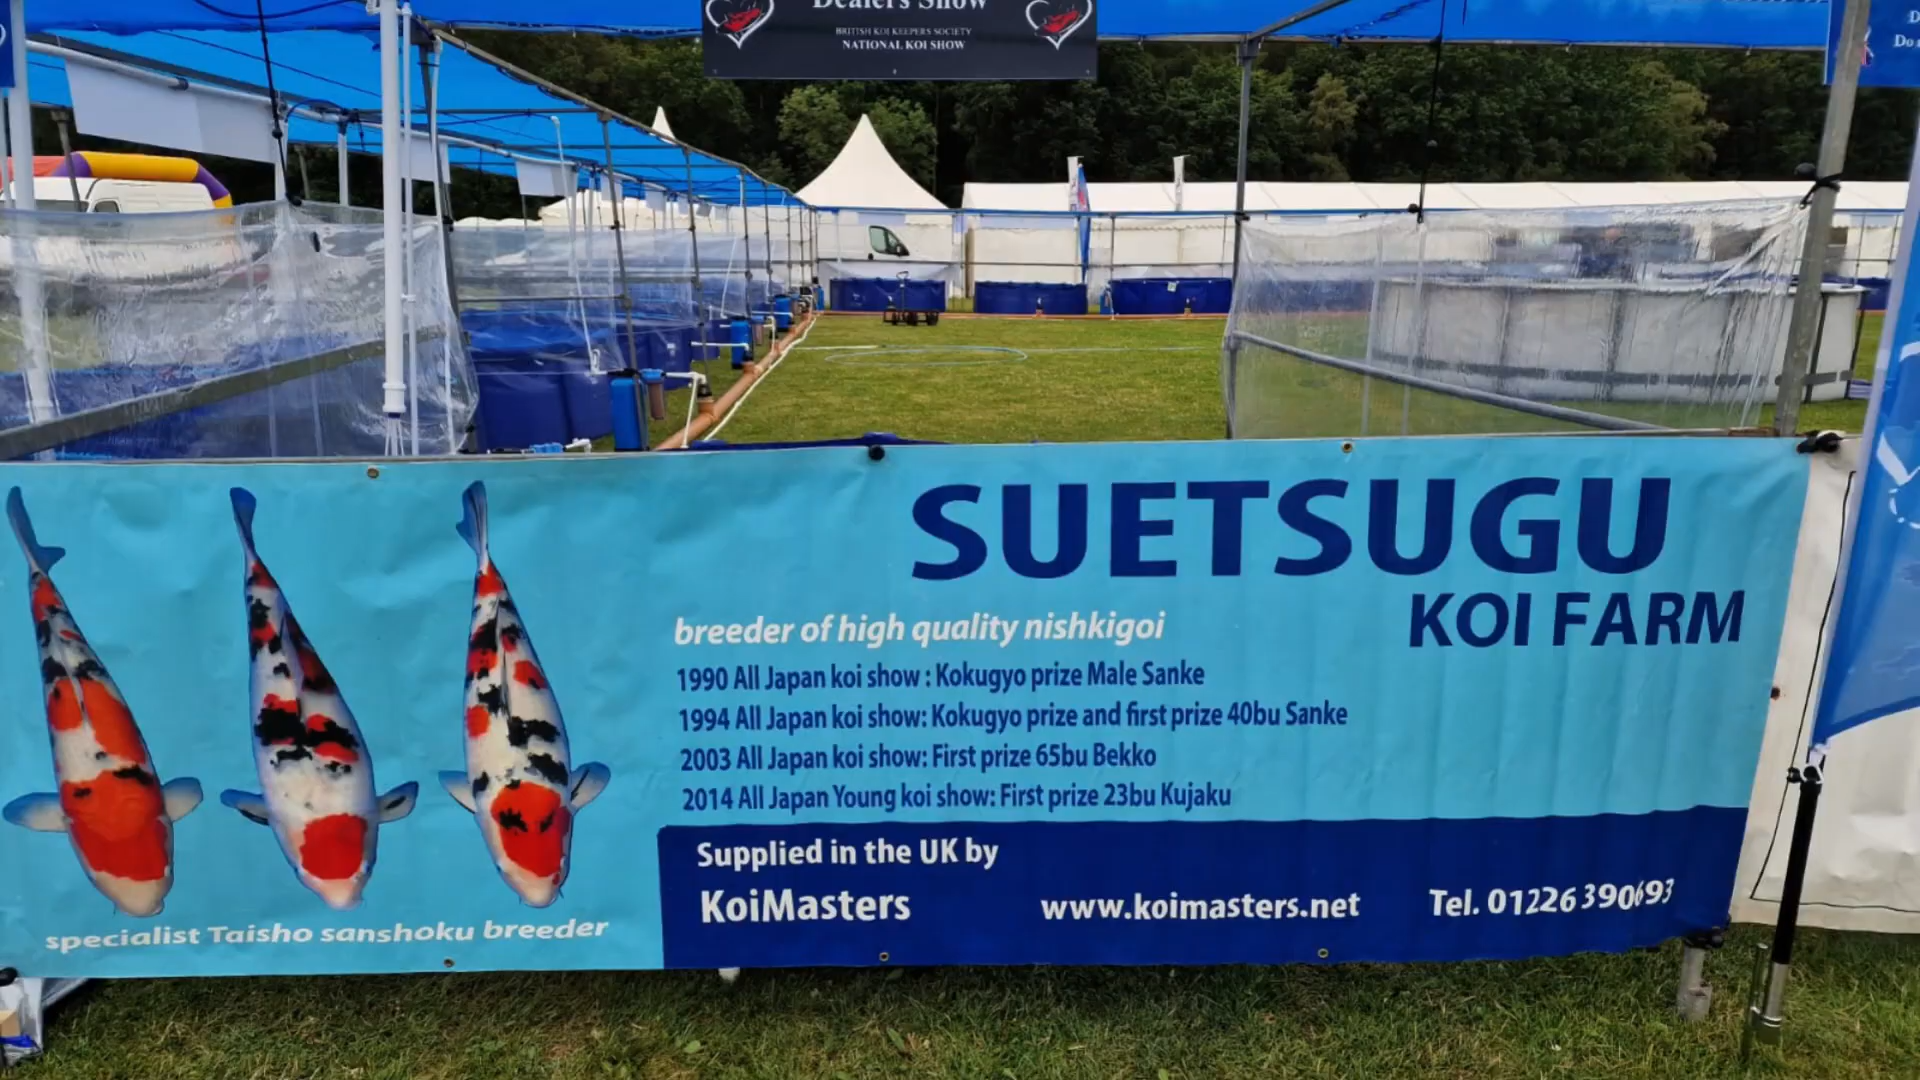 Dealers Show
BRITISH KOI KEEPERS SOCIETY
NATIONAL KOI SHOW
SUETSUGU
KOI FARM
breeder of high quality nishkigoi
1990 All Japan koi show : Kokugyo prize Male Sanke
1994 All Japan koi show: Kokugyo prize and first prize 40bu Sanke
2003 All Japan koi show: First prize 65bu Bekko
2014 All Japan Young koi show: First prize 23bu Kujaku
Supplied in the UK by
KoiMasters
www.koimasters.net
Tel. 01226 390693
specialist Taisho sanshoku breeder